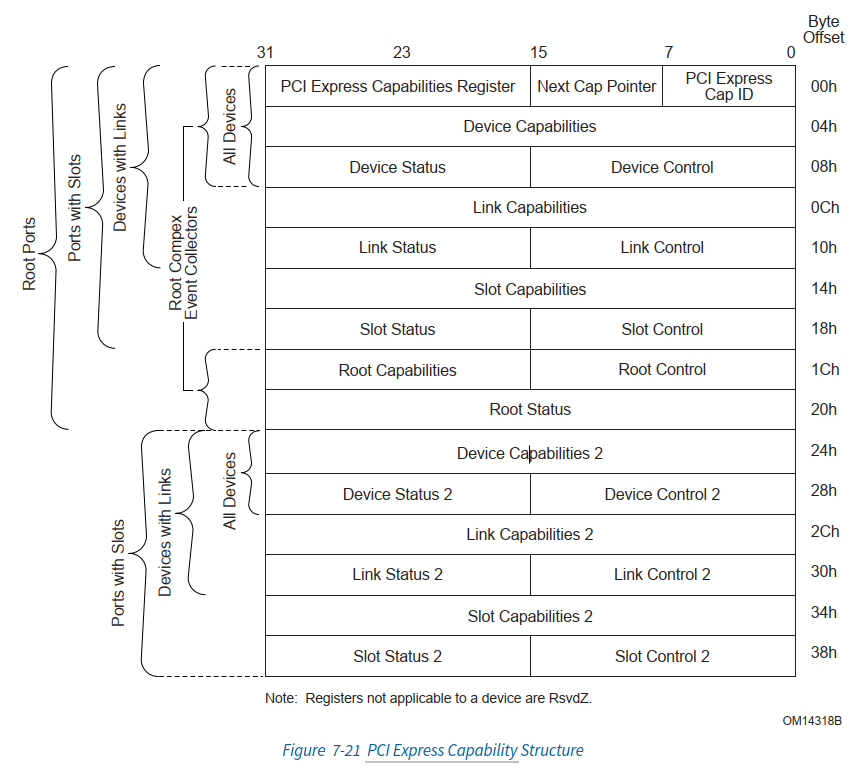 Byte
Offset
31 23 15 7 0
PCI Express Capabilities Register Next Cap Pointer PCI Express
Cap ID 00h
Device Capabilities 04h
Device Status Device Control 08h
Link Capabilities 0Ch
Link Status Link Control 10h
Slot Capabilities 14h
Slot Status Slot Control 18h
Root Capabilities Root Control 1Ch
Root Status 20h
Device Capabilities 2 24h
Device Status 2 Device Control 2 28h
Link Capabilities 2 2Ch
Link Status 2 Link Control 2 30h
Slot Capabilities 2 34h
Slot Status 2 Slot Control 2 38h
Root Ports
Ports with Slots
Devices with Links
Root Compex
Event Collectors
All Devices
Ports with Slots
Devices with Links
All Devices
Note: Registers not applicable to a device are RsvdZ.
OM14318B
Figure 7-21 PCI Express Capability Structure